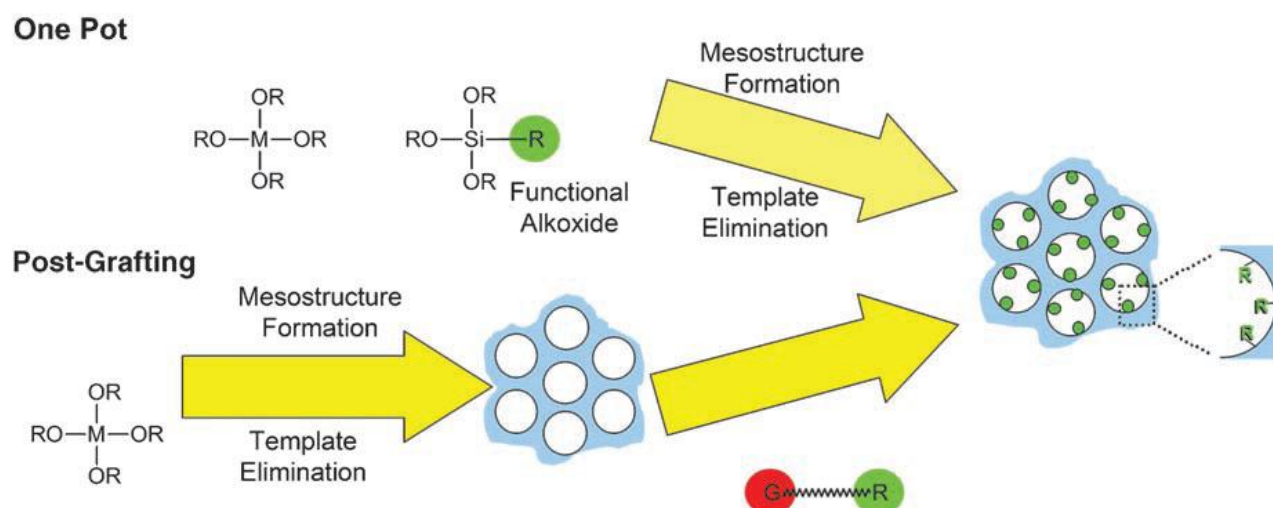 One Pot
OR
RO—M—OR
OR
OR
RO—Si—R
OR
Functional
Alkoxide
Mesostructure
Formation
Template
Elimination
Post-Grafting
OR
RO—M—OR
OR
Mesostructure
Formation
Template
Elimination
G R
R
R
R